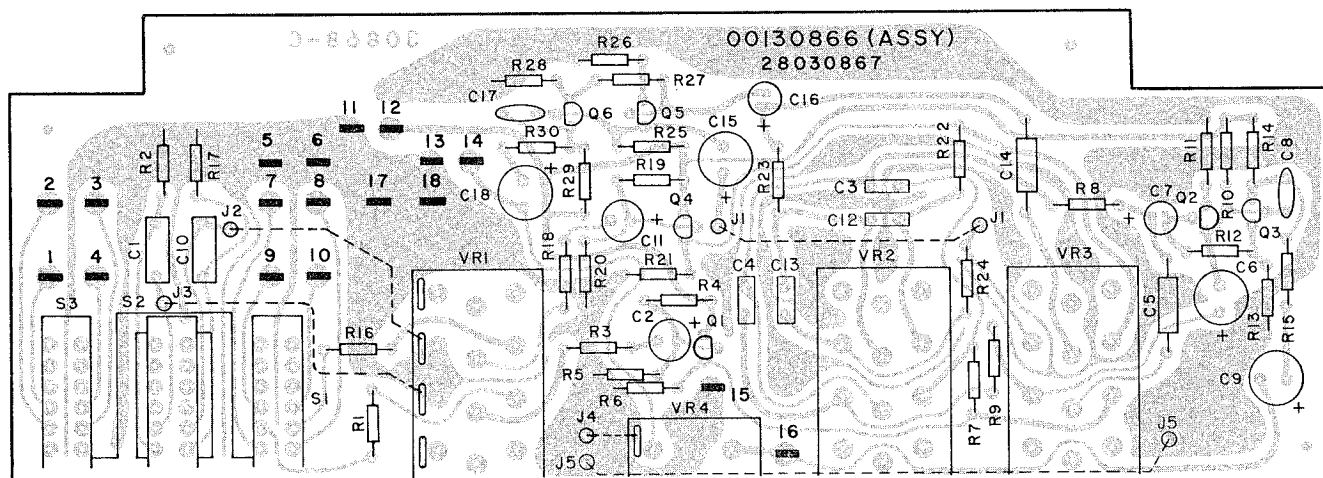 30868-C
00130866 (ASSY)
28030867
R26
R28
R27
C17
Q6
Q5
C16
11
12
R30
R25
C15
R22
C14
R11
R10
R14
C8
R2
R17
5
6
13
14
R29
R19
R23
C3
R8
C7
Q2
2
3
7
8
17
18
C18
Q4
C12
Q3
J2
C11
J1
J1
R12
C1
C10
R18
R20
R21
VR1
VR2
R24
VR3
C6
1
4
9
10
R4
C4
C13
C5
R13
R15
S3
S2
J3
C2
Q1
R16
R3
S1
R5
R6
15
R7
R9
C9
R1
J4
VR4
J5
16
J5